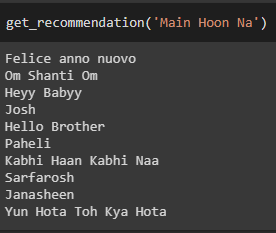 get_recommendation('Main Hoon Na')
Felice anno nuovo
Om Shanti Om
Heyy Babyy
Josh
Hello Brother
Paheli
Kabhi Haan Kabhi Naa
Sarfarosh
Janasheen
Yun Hota Toh Kya Hota